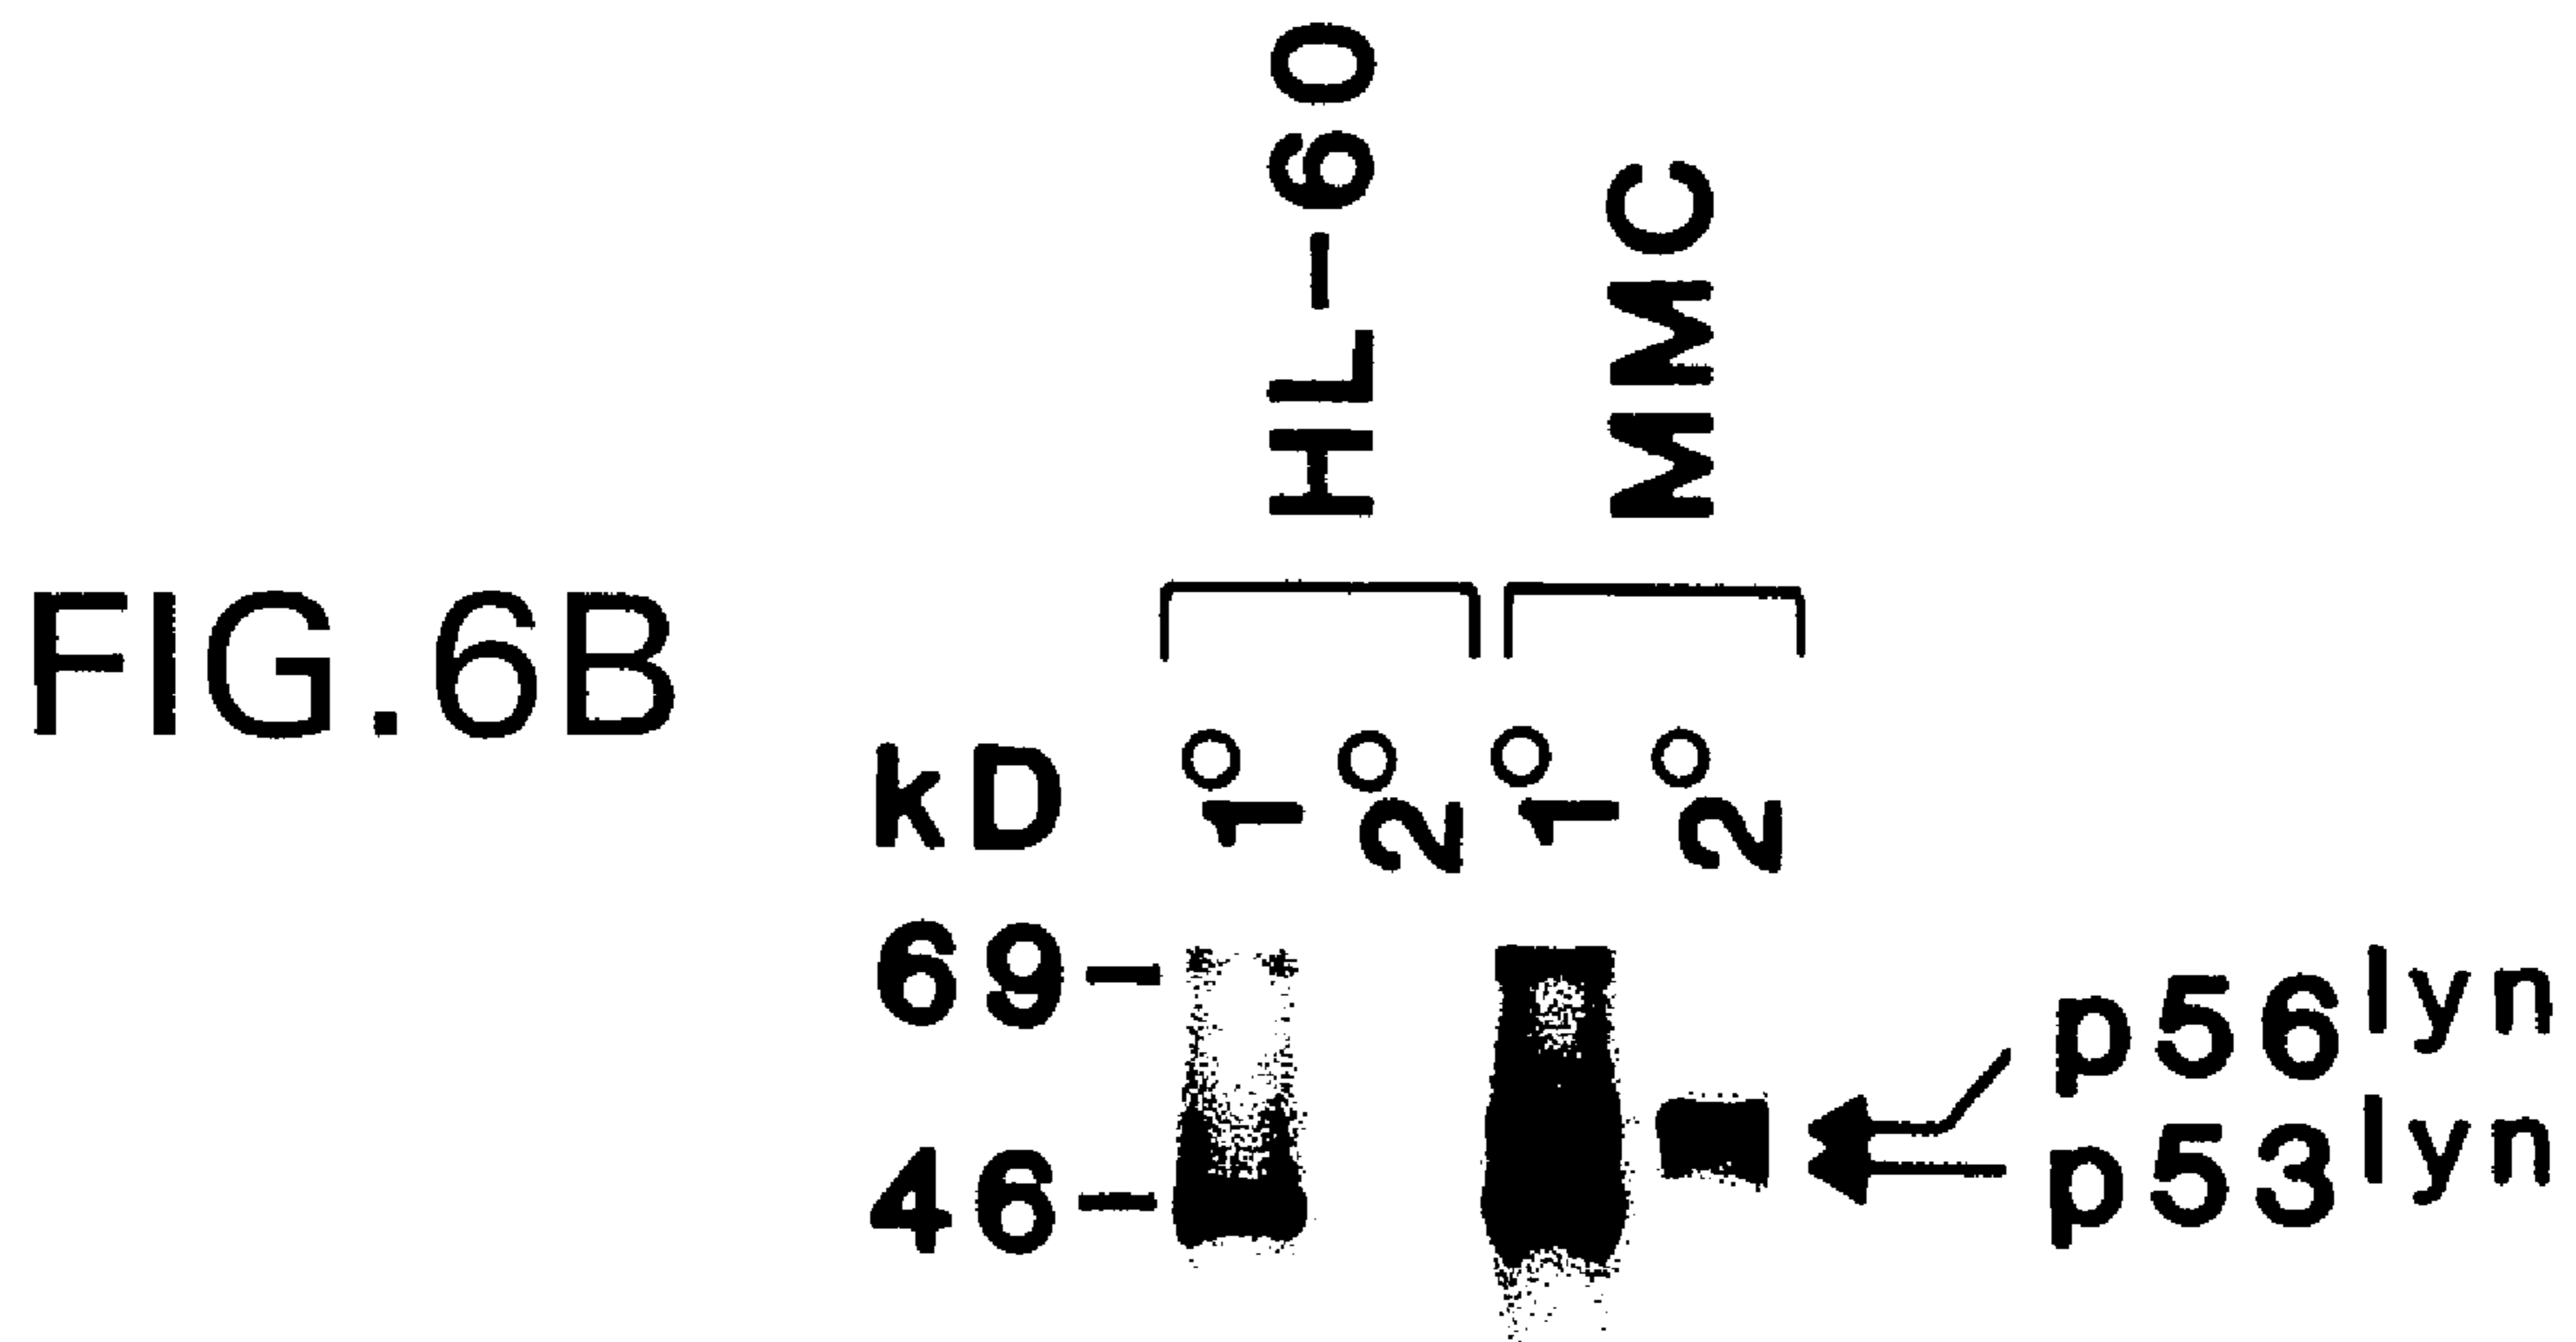 HL-60
MMC
FIG.6B
kD 1° 2° 1° 2°
69-
p56lyn
46-
p53lyn